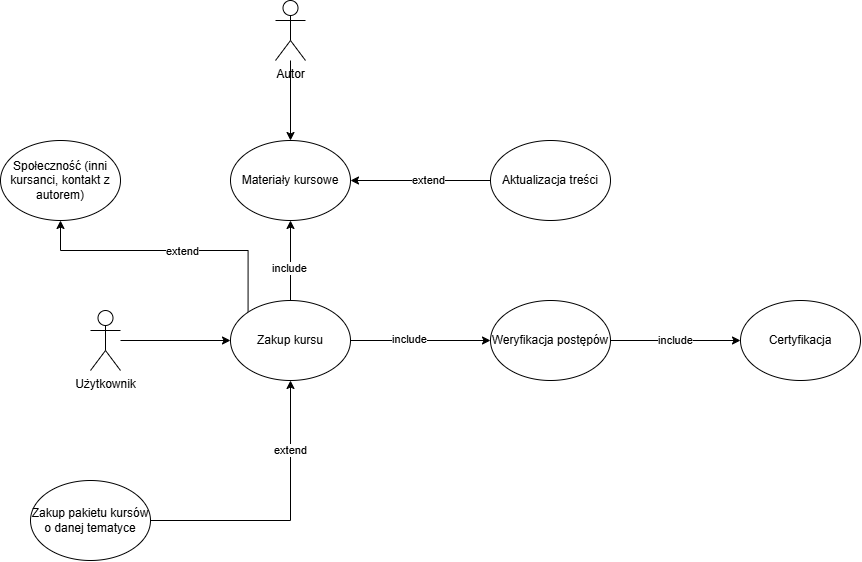 Autor
Społeczność (inni
kursanci, kontakt z
autorem)
Materiały kursowe
extend
Aktualizacja treści
extend
include
Użytkownik
Zakup kursu
include
Weryfikacja postępów
include
Certyfikacja
extend
Zakup pakietu kursów
o danej tematyce